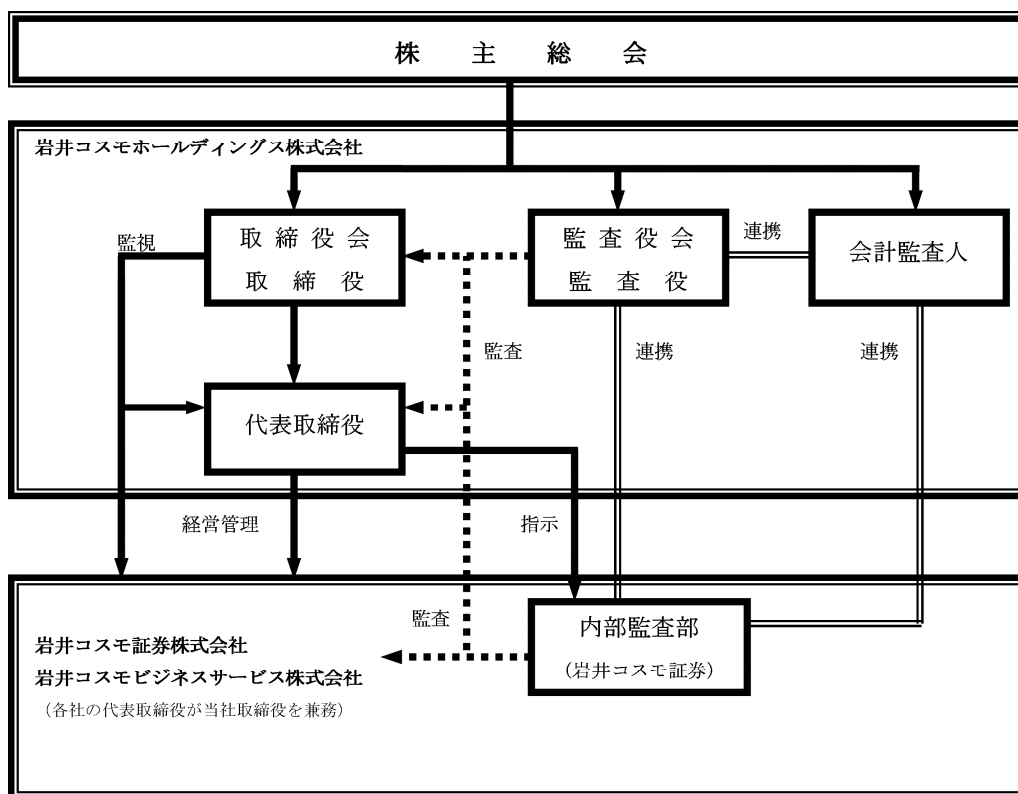 株主総会
岩井コスモホールディングス株式会社
監視
取締役会
取締役
監査役会
監査役
連携
会計監査人
監査
連携
連携
代表取締役
経営管理
指示
監査
内部監査部
(岩井コスモ証券)
岩井コスモ証券株式会社
岩井コスモビジネスサービス株式会社
(各社の代表取締役が当社取締役を兼務)